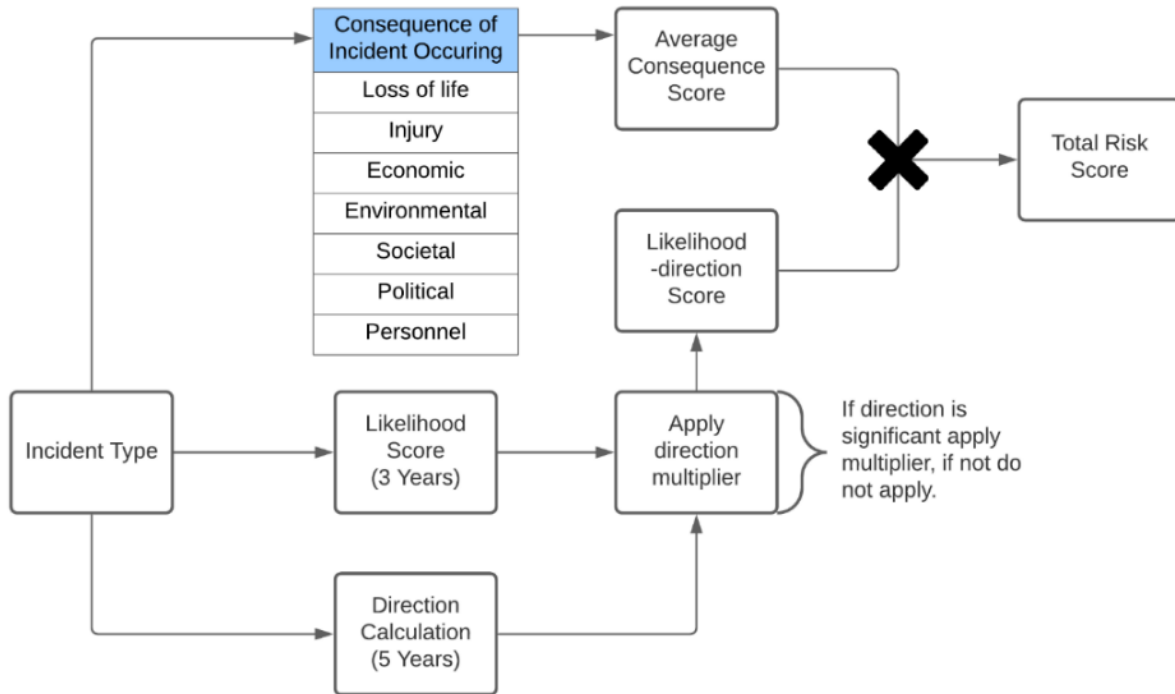 Consequence of
Incident Occuring
Loss of life
Injury
Economic
Environmental
Societal
Political
Personnel
Average
Consequence
Score
Total Risk
Score
Likelihood
-direction
Score
Incident Type
Likelihood
Score
(3 Years)
Apply
direction
multiplier
If direction is
significant apply
multiplier, if not do
not apply.
Direction
Calculation
(5 Years)